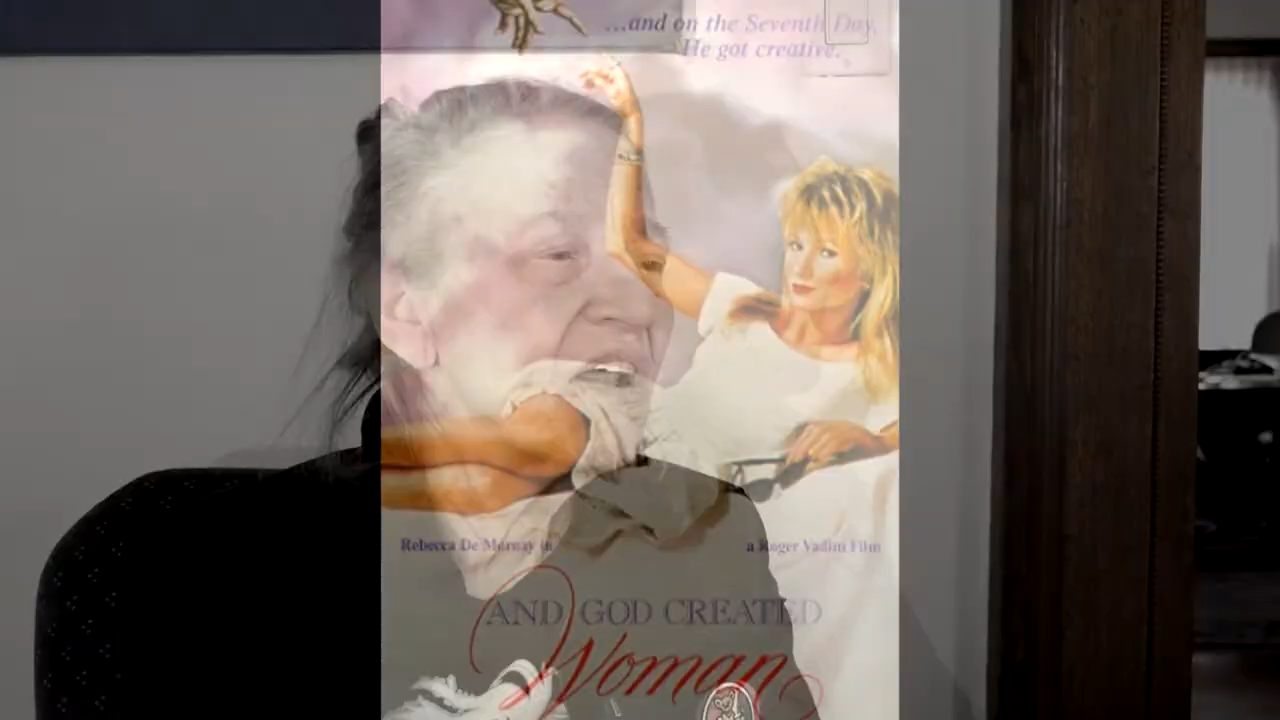 ...and on the Seventh Day,
He got creative.
Rebecca De Mornay in
a Roger Vadim Film
AND GOD CREATED
Woman